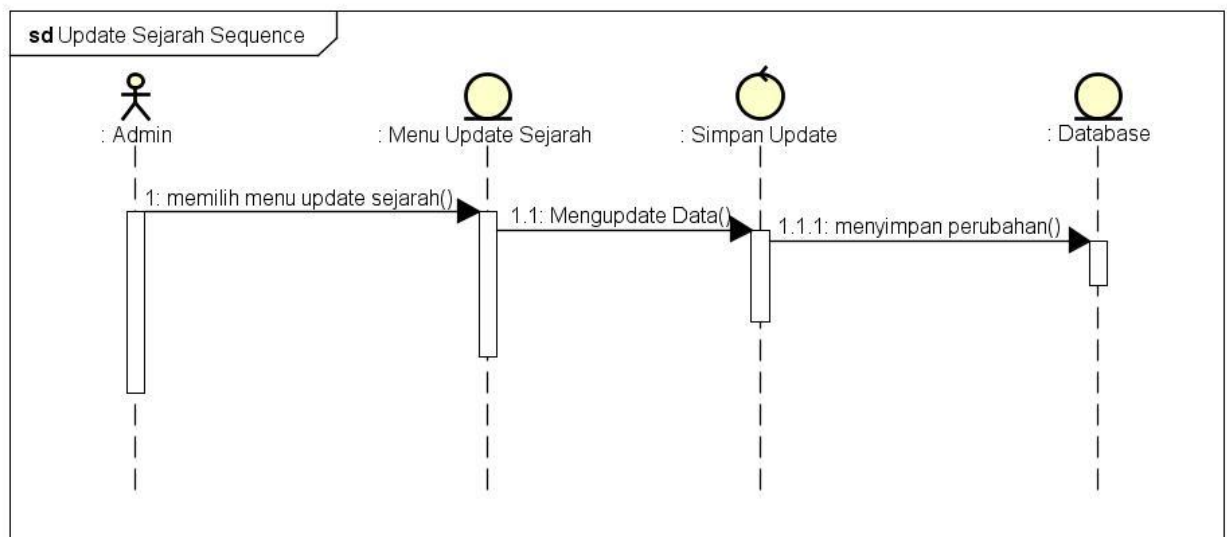 sd Update Sejarah Sequence
: Admin
: Menu Update Sejarah
: Simpan Update
: Database
1: memilih menu update sejarah()
1.1: Mengupdate Data()
1.1.1: menyimpan perubahan()